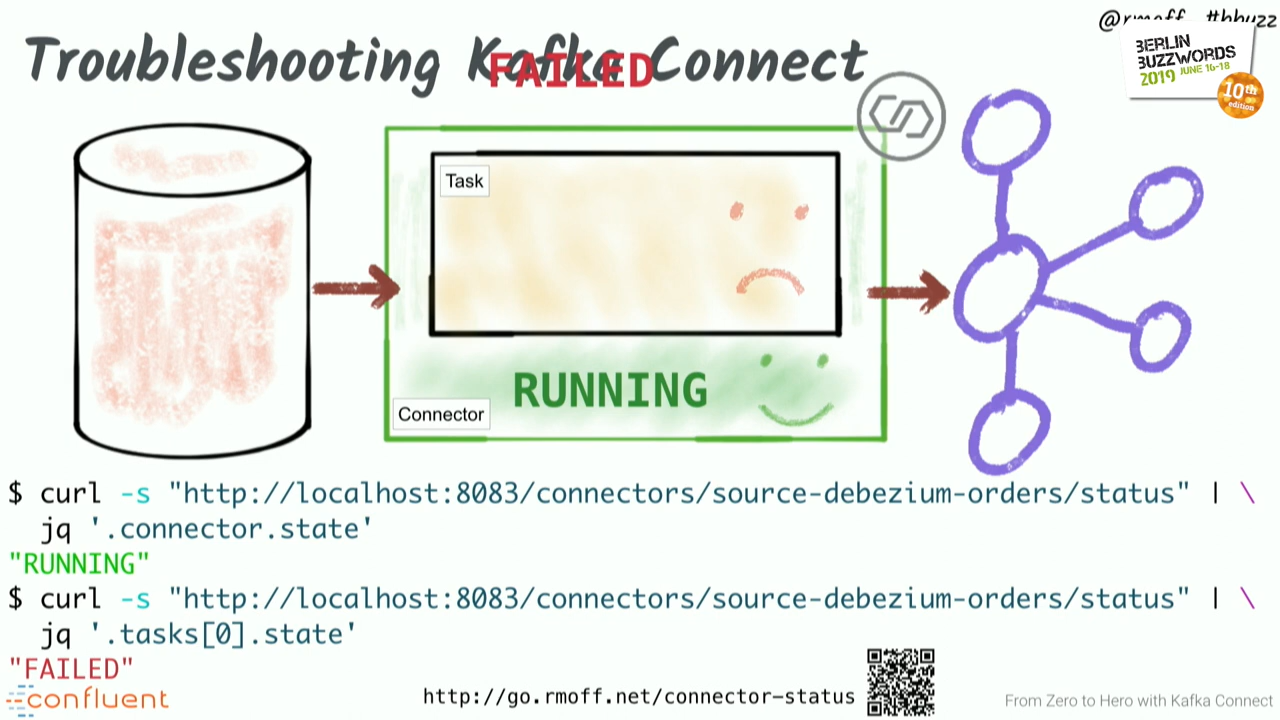 @rmoff #bbuzz
Troubleshooting Kafka Connect
FAILED
BERLIN
BUZZWORDS
2019 JUNE 16-18
10th
edition
Task
RUNNING
Connector
$ curl -s "http://localhost:8083/connectors/source-debezium-orders/status" | \
jq '.connector.state'
"RUNNING"
$ curl -s "http://localhost:8083/connectors/source-debezium-orders/status" | \
jq '.tasks[0].state'
"FAILED"
confluent
http://go.rmoff.net/connector-status
From Zero to Hero with Kafka Connect